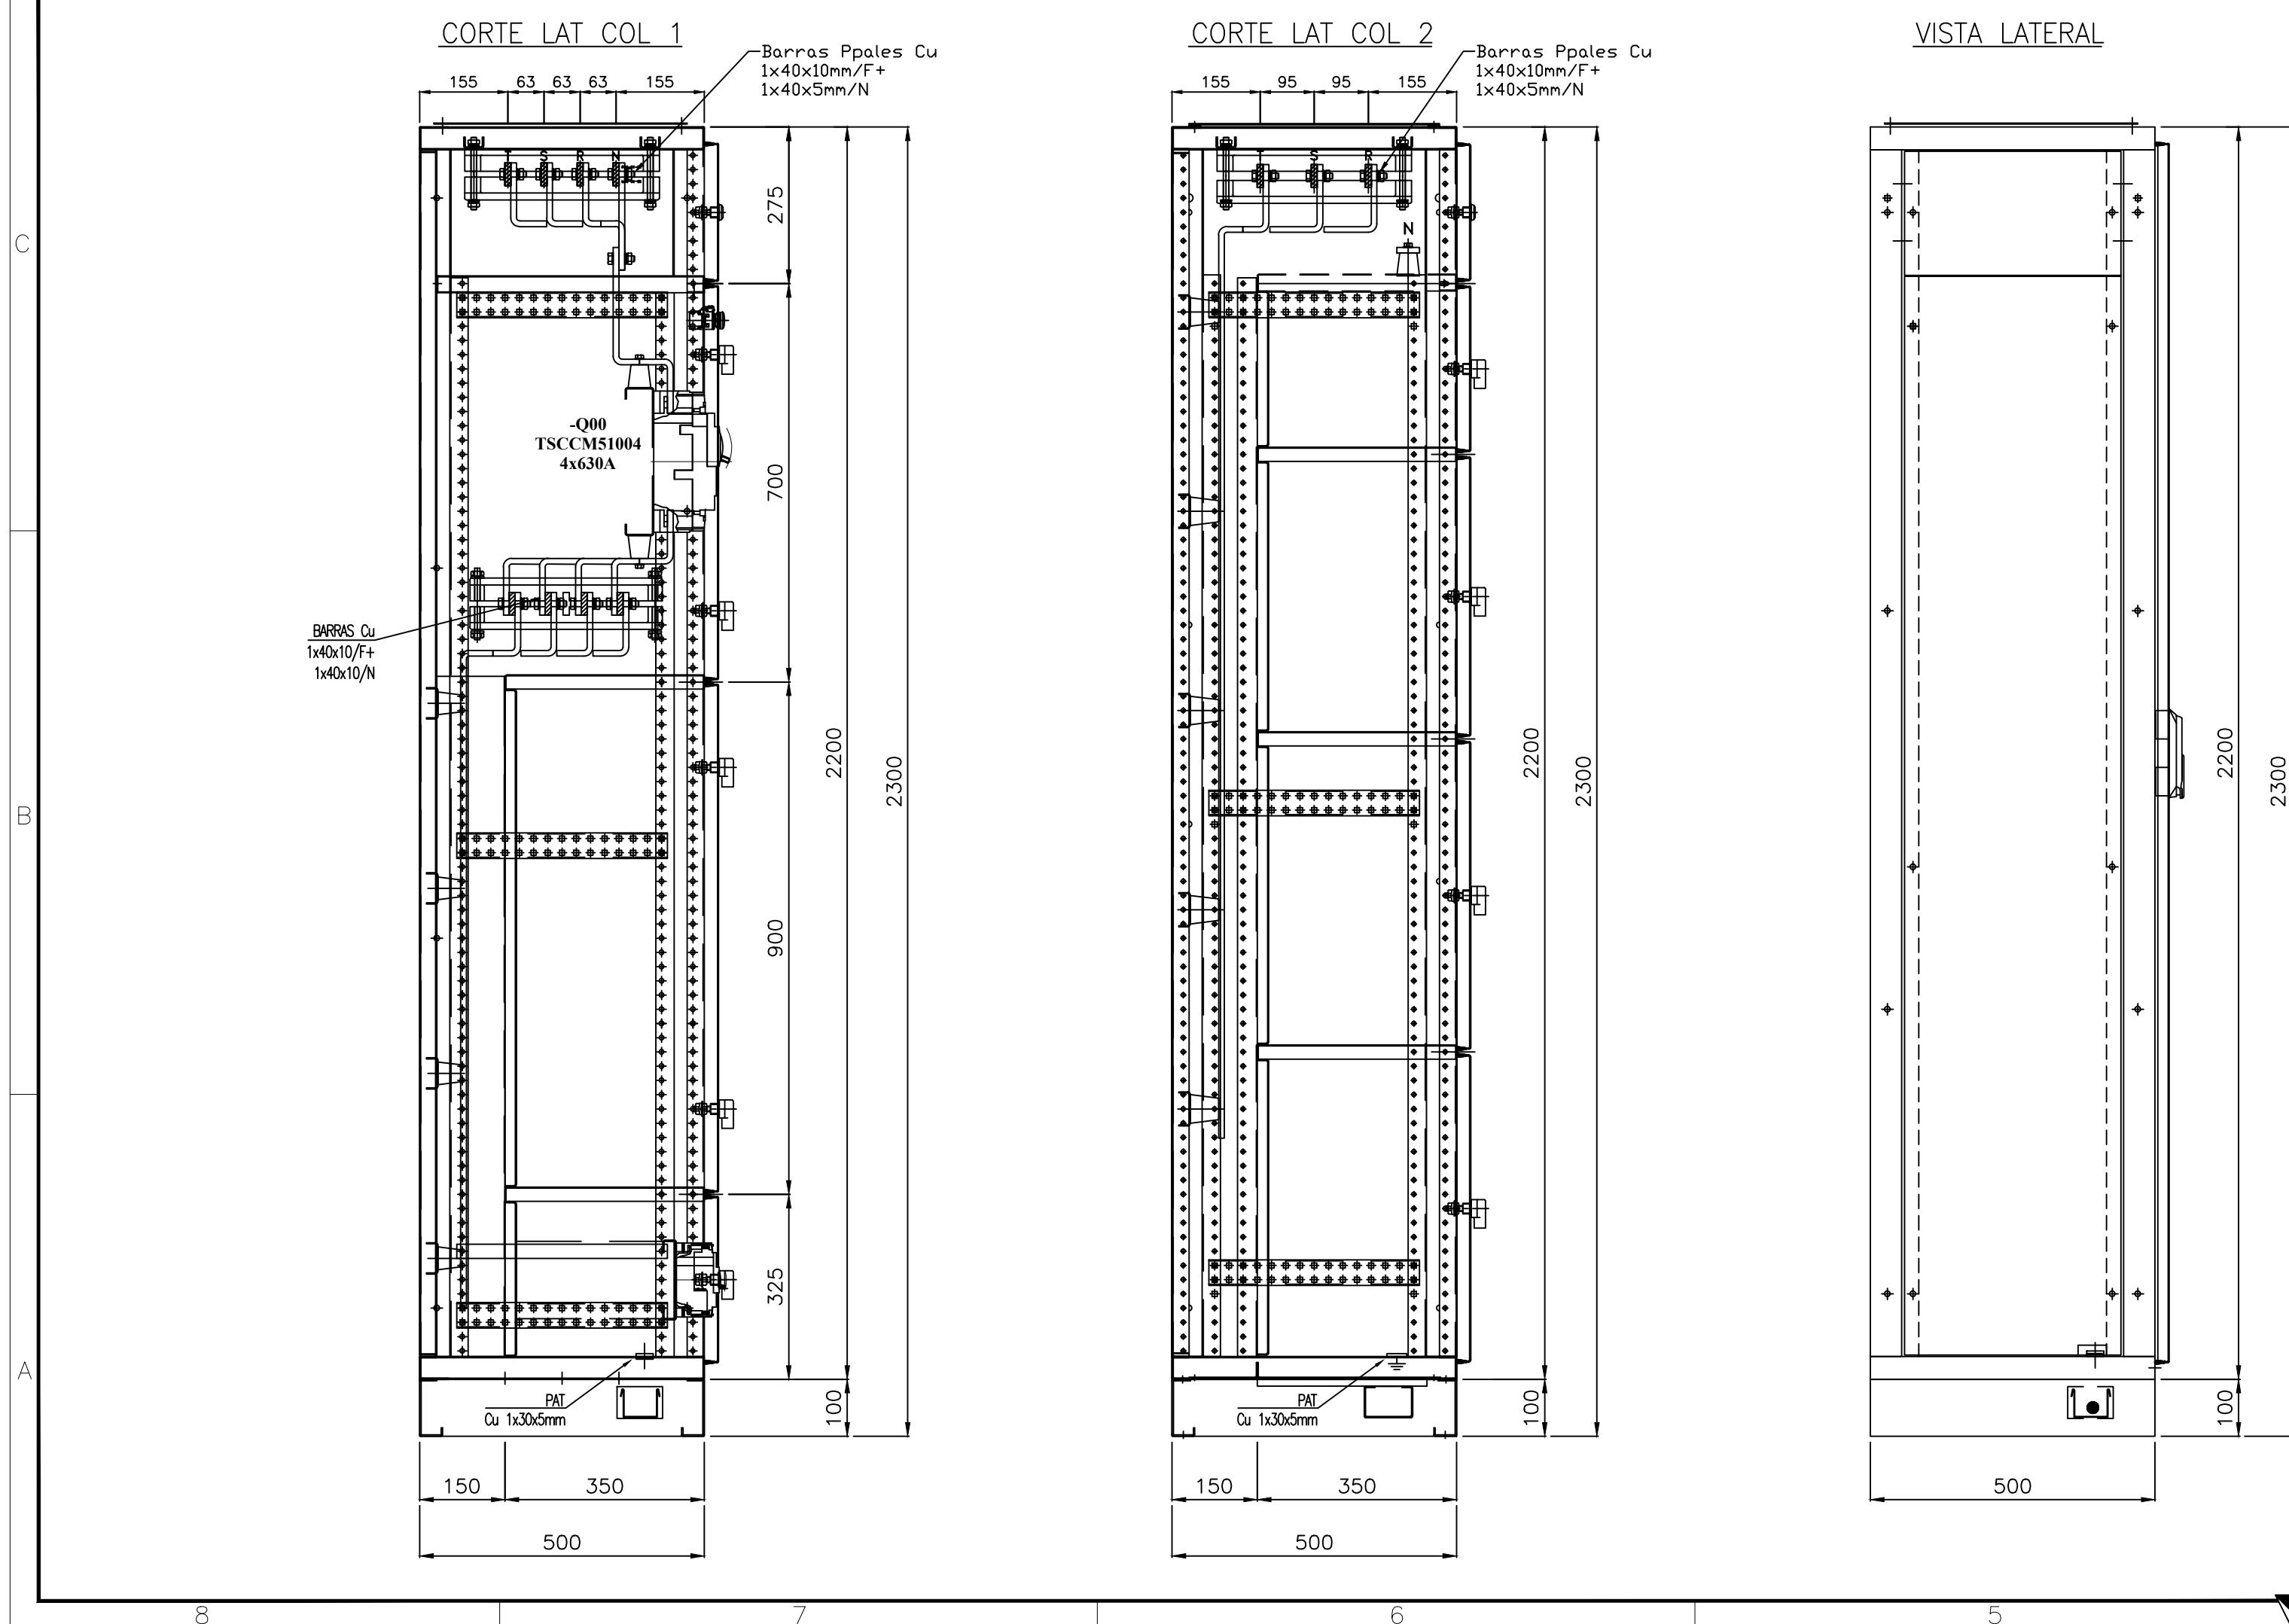 CORTE LAT COL 1
Barras Ppales Cu
1x40x10mm/F+
1x40x5mm/N
155 63 63 63 155
T S R N
275
700
900
325
2200
2300
100
-Q00
TSCCM51004
4x630A
BARRAS Cu
1x40x10/F+
1x40x10/N
PAT
Cu 1x30x5mm
150 350
500
CORTE LAT COL 2
Barras Ppales Cu
1x40x10mm/F+
1x40x5mm/N
155 95 95 155
T S R
N
2200
2300
100
PAT
Cu 1x30x5mm
150 350
500
VISTA LATERAL
2200
2300
100
500
C
B
A
8 7 6 5